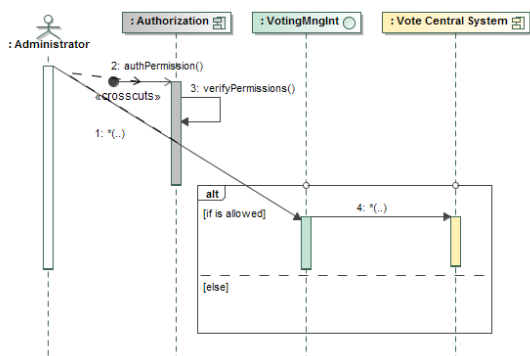 : Administrator
: Authorization
: VotingMngInt
: Vote Central System
2: authPermission()
«crosscuts»
3: verifyPermissions()
1: *(..)
alt
[if is allowed]
4: *(..)
[else]